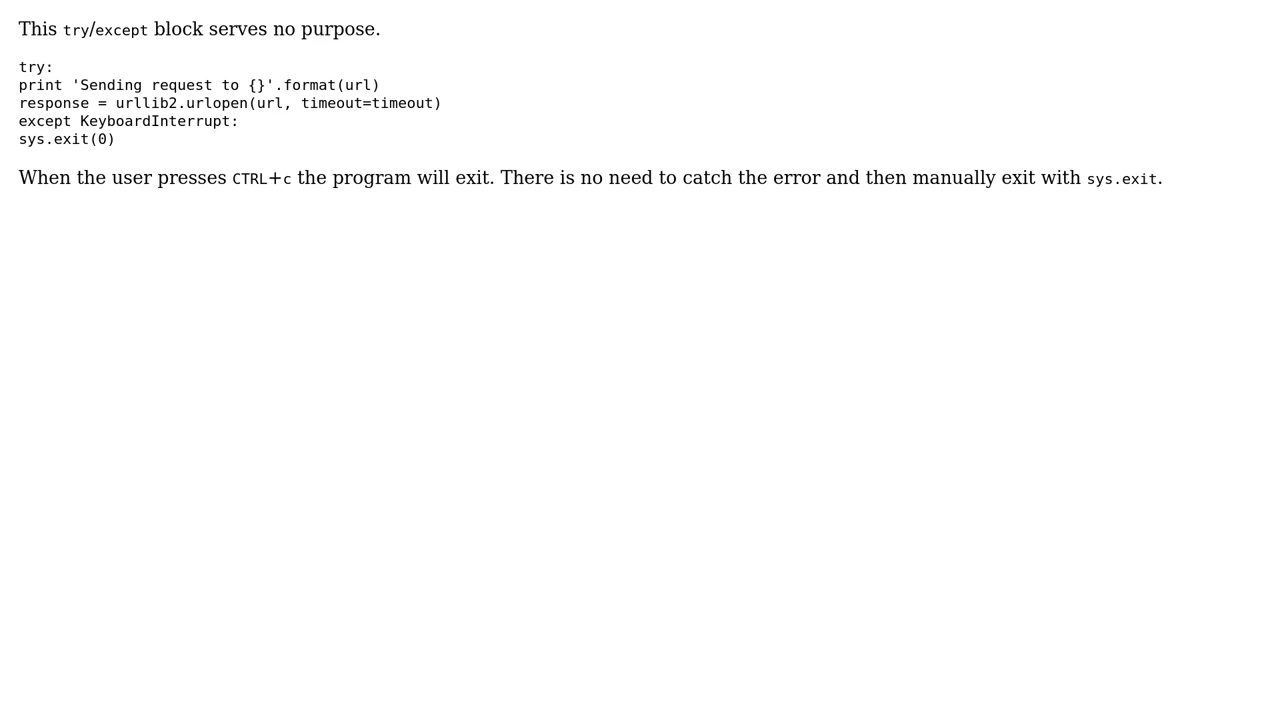 This try/except block serves no purpose.
try:
print 'Sending request to {}'.format(url)
response = urllib2.urlopen(url, timeout=timeout)
except KeyboardInterrupt:
sys.exit(0)
When the user presses CTRL+c the program will exit. There is no need to catch the error and then manually exit with sys.exit.